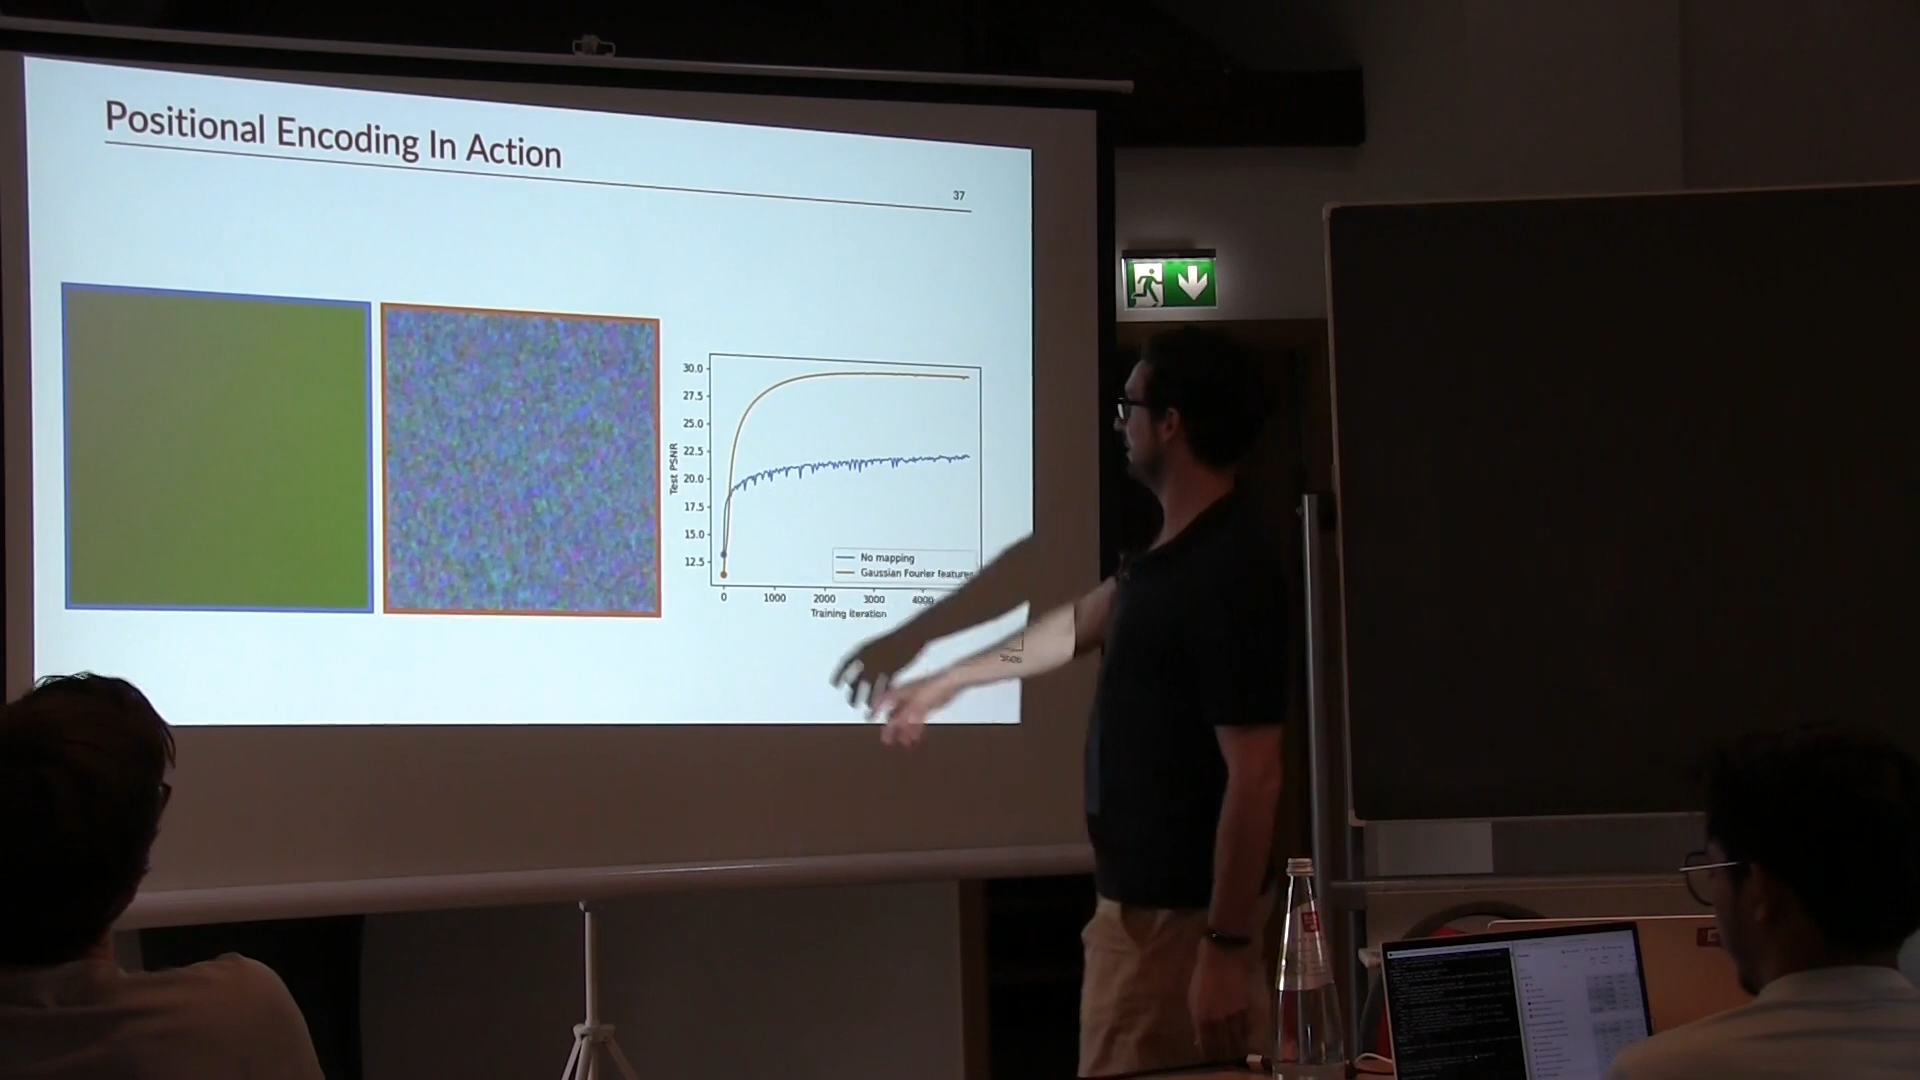 Positional Encoding In Action
37
30.0
27.5
25.0
22.5
20.0
17.5
15.0
12.5
Test PSNR
No mapping
Gaussian Fourier features
0 1000 2000 3000 4000
Training iteration
5000